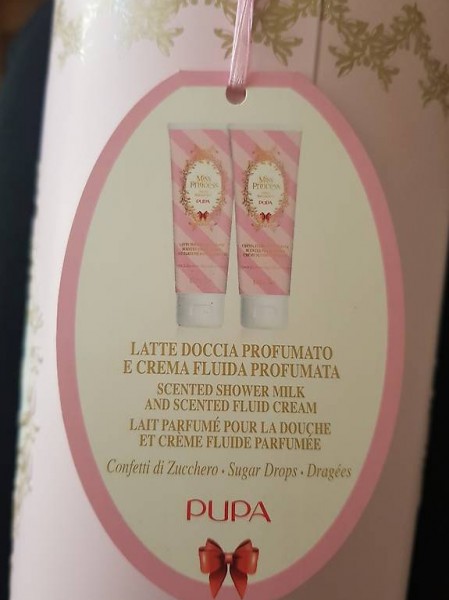 Miss
Princess
PUPA
Miss
Princess
PUPA
LATTE DOCCIA PROFUMATO
E CREMA FLUIDA PROFUMATA
SCENTED SHOWER MILK
AND SCENTED FLUID CREAM
LAIT PARFUMÉ POUR LA DOUCHE
ET CRÈME FLUIDE PARFUMÉE
Confetti di Zucchero • Sugar Drops • Dragées
PUPA